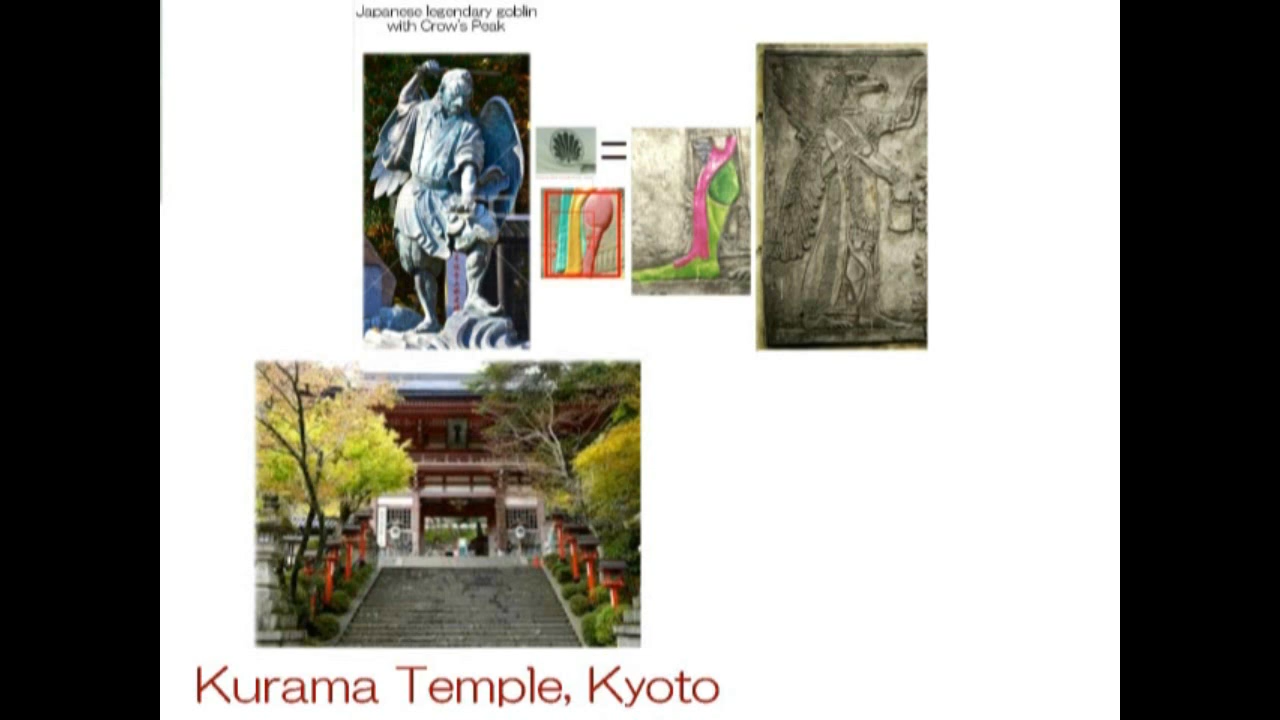 Japanese legendary goblin
with Crow's Peak
=
Kurama Temple, Kyoto